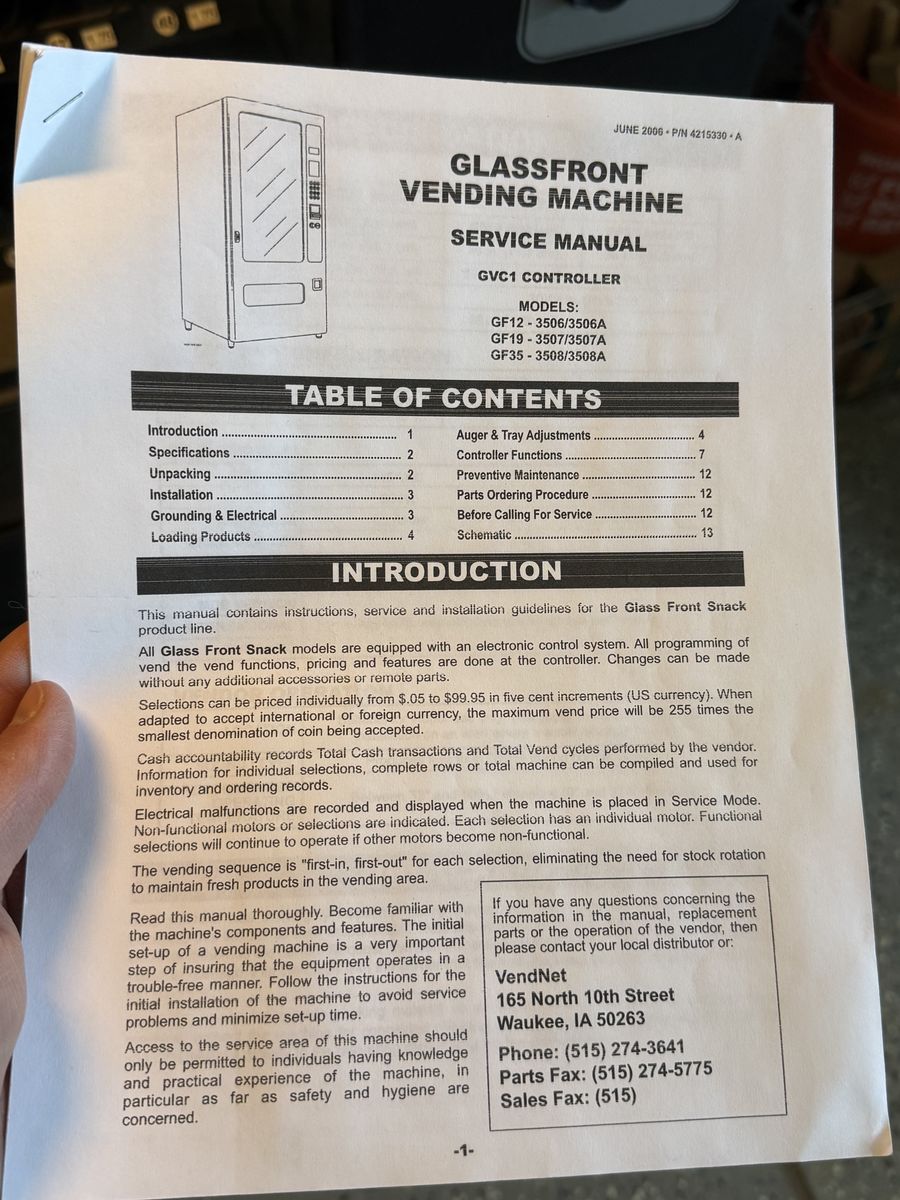 JUNE 2006 • P/N 4215330 • A
GLASSFRONT
VENDING MACHINE
SERVICE MANUAL
GVC1 CONTROLLER
MODELS:
GF12 - 3506/3506A
GF19 - 3507/3507A
GF35 - 3508/3508A
TABLE OF CONTENTS
Introduction ........................................................ 1
Specifications ..................................................... 2
Unpacking .......................................................... 2
Installation .......................................................... 3
Grounding & Electrical ....................................... 3
Loading Products ............................................... 4
Auger & Tray Adjustments ................................ 4
Controller Functions .......................................... 7
Preventive Maintenance .................................... 12
Parts Ordering Procedure ................................. 12
Before Calling For Service ................................ 12
Schematic .......................................................... 13
INTRODUCTION
This manual contains instructions, service and installation guidelines for the Glass Front Snack
product line.
All Glass Front Snack models are equipped with an electronic control system. All programming of
vend the vend functions, pricing and features are done at the controller. Changes can be made
without any additional accessories or remote parts.
Selections can be priced individually from $.05 to $99.95 in five cent increments (US currency). When
adapted to accept international or foreign currency, the maximum vend price will be 255 times the
smallest denomination of coin being accepted.
Cash accountability records Total Cash transactions and Total Vend cycles performed by the vendor.
Information for individual selections, complete rows or total machine can be compiled and used for
inventory and ordering records.
Electrical malfunctions are recorded and displayed when the machine is placed in Service Mode.
Non-functional motors or selections are indicated. Each selection has an individual motor. Functional
selections will continue to operate if other motors become non-functional.
The vending sequence is "first-in, first-out" for each selection, eliminating the need for stock rotation
to maintain fresh products in the vending area.
Read this manual thoroughly. Become familiar with
the machine's components and features. The initial
set-up of a vending machine is a very important
step of insuring that the equipment operates in a
trouble-free manner. Follow the instructions for the
initial installation of the machine to avoid service
problems and minimize set-up time.
Access to the service area of this machine should
only be permitted to individuals having knowledge
and practical experience of the machine, in
particular as far as safety and hygiene are
concerned.
If you have any questions concerning the
information in the manual, replacement
parts or the operation of the vendor, then
please contact your local distributor or:
VendNet
165 North 10th Street
Waukee, IA 50263
Phone: (515) 274-3641
Parts Fax: (515) 274-5775
Sales Fax: (515)
-1-